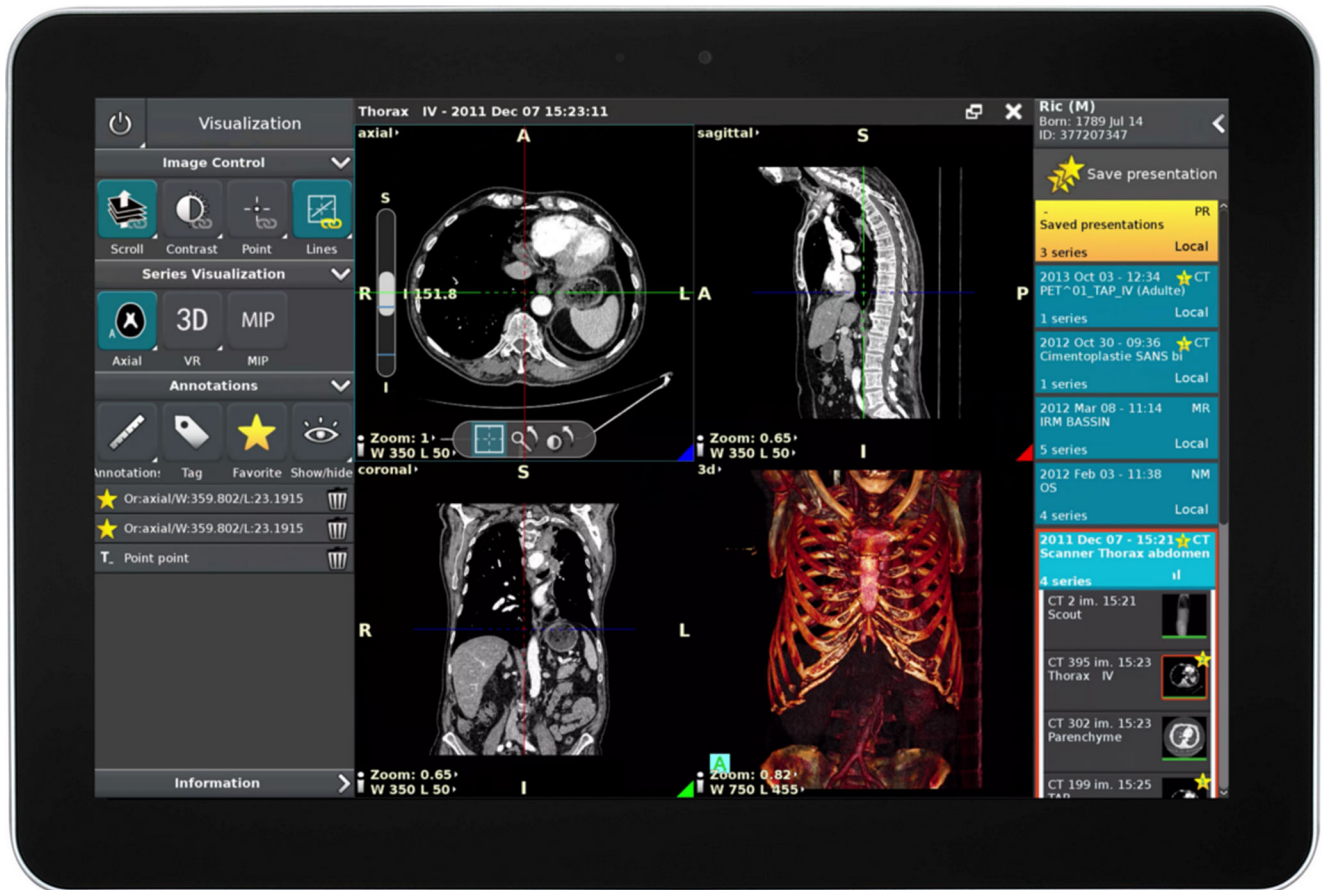 Visualization
Image Control
Scroll
Contrast
Point
Lines
Series Visualization
3D
MIP
A
Axial
VR
MIP
Annotations
Tag
Favorite
Show/hide
Or:axial/W:359.802/L:23.1915
Or:axial/W:359.802/L:23.1915
T_ Point point
Information
Thorax IV - 2011 Dec 07 15:23:11
axial
A
S
R
I 151.8
L
I
Zoom: 1
W 350 L 50
sagittal
S
A
P
Zoom: 0.65
W 350 L 50
I
coronal
S
R
L
Zoom: 0.65
W 350 L 50
I
3d
A
Zoom: 0.82
W 750 L 455
Ric (M)
Born: 1789 Jul 14
ID: 377207347
Save presentation
- PR
Saved presentations
3 series Local
2013 Oct 03 - 12:34 CT
PET^01_TAP_IV (Adulte)
1 series Local
2012 Oct 30 - 09:36 CT
Cimentoplastie SANS bi
1 series Local
2012 Mar 08 - 11:14 MR
IRM BASSIN
5 series Local
2012 Feb 03 - 11:38 NM
OS
4 series Local
2011 Dec 07 - 15:21 CT
Scanner Thorax abdomen
4 series
CT 2 im. 15:21
Scout
CT 395 im. 15:23
Thorax IV
CT 302 im. 15:23
Parenchyme
CT 199 im. 15:25